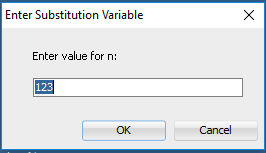 Enter Substitution Variable
Enter value for n:
123
OK
Cancel